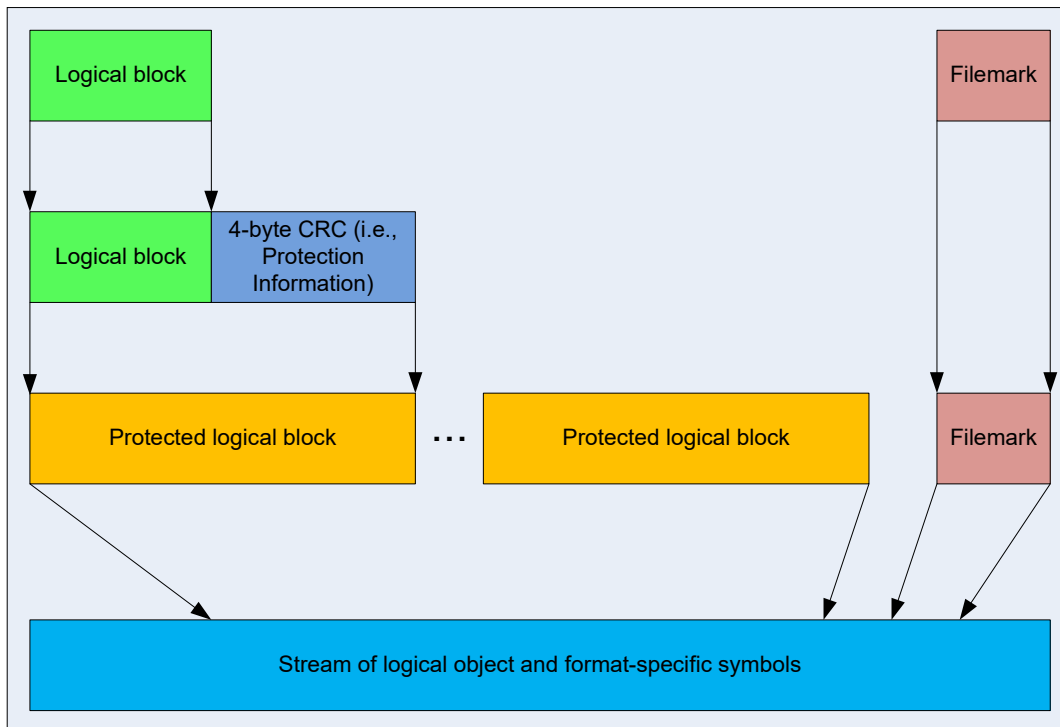 Logical block
Filemark
Logical block
4-byte CRC (i.e.,
Protection
Information)
Protected logical block
...
Protected logical block
Filemark
Stream of logical object and format-specific symbols